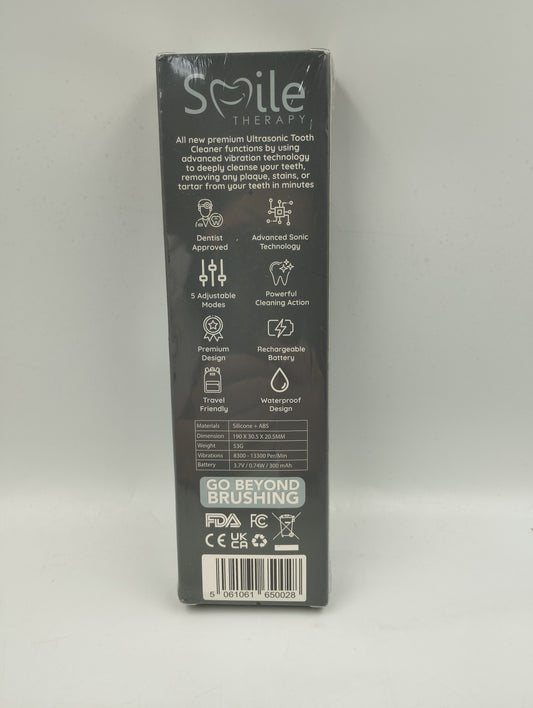 Smile
THERAPY
All new premium Ultrasonic Tooth
Cleaner functions by using
advanced vibration technology
to deeply cleanse your teeth,
removing any plaque, stains, or
tartar from your teeth in minutes
Dentist
Approved
Advanced Sonic
Technology
5 Adjustable
Modes
Powerful
Cleaning Action
Premium
Design
Rechargeable
Battery
Travel
Friendly
Waterproof
Design
Materials Silicone + ABS
Dimension 190 X 30.5 X 20.5MM
Weight 53G
Vibrations 8300 - 13300 Per/Min
Battery 3.7V / 0.74W / 300 mAh
GO BEYOND
BRUSHING
FDA FC
CE UK
CA
5 061061 650028